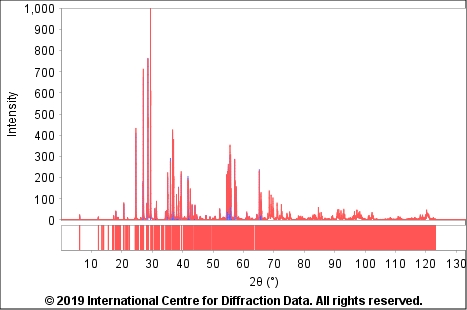 1,000
900
800
700
600
500
400
300
200
100
0
Intensity
10 20 30 40 50 60 70 80 90 100 110 120 130
2θ (°)
© 2019 International Centre for Diffraction Data. All rights reserved.